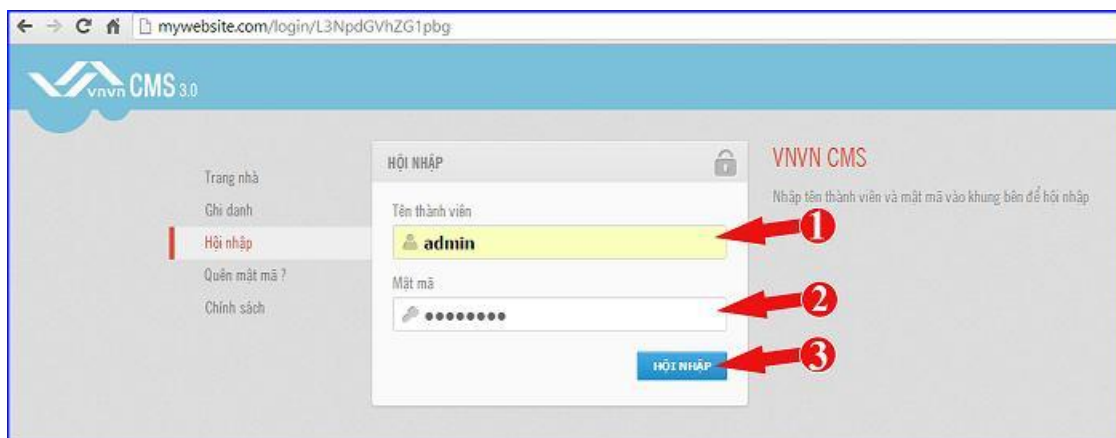 mywebsite.com/login/L3NpdGVhZG1pbg
vnvn CMS 3.0
Trang nhà
Ghi danh
Hội nhập
Quên mật mã ?
Chính sách
HỘI NHẬP
Tên thành viên
admin
1
Mật mã
2
HỘI NHẬP
3
VNVN CMS
Nhập tên thành viên và mật mã vào khung bên để hội nhập